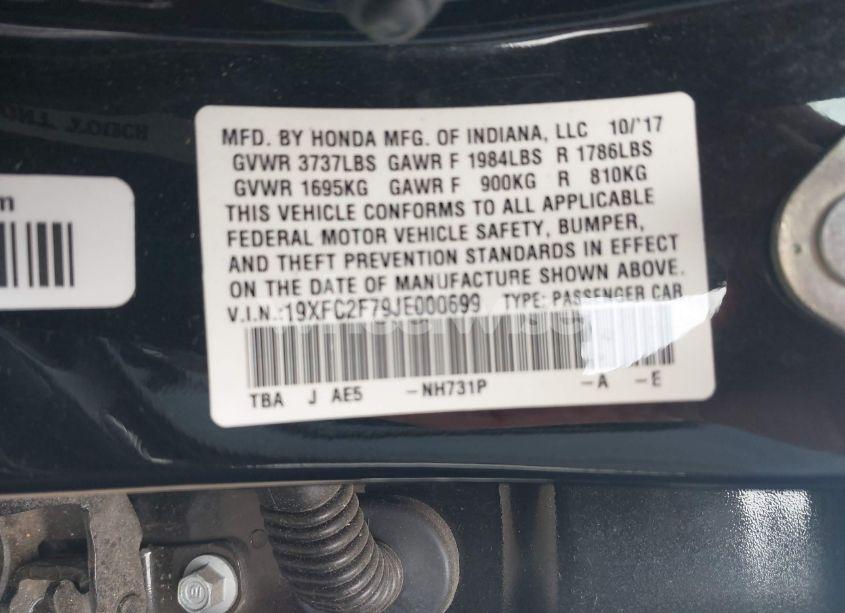 MFD. BY HONDA MFG. OF INDIANA, LLC 10/'17
GVWR 3737LBS GAWR F 1984LBS R 1786LBS
GVWR 1695KG GAWR F 900KG R 810KG
THIS VEHICLE CONFORMS TO ALL APPLICABLE
FEDERAL MOTOR VEHICLE SAFETY, BUMPER,
AND THEFT PREVENTION STANDARDS IN EFFECT
ON THE DATE OF MANUFACTURE SHOWN ABOVE.
V.I.N.:19XFC2F79JE000699 TYPE: PASSENGER CAR
TBA J AE5 -NH731P -A -E